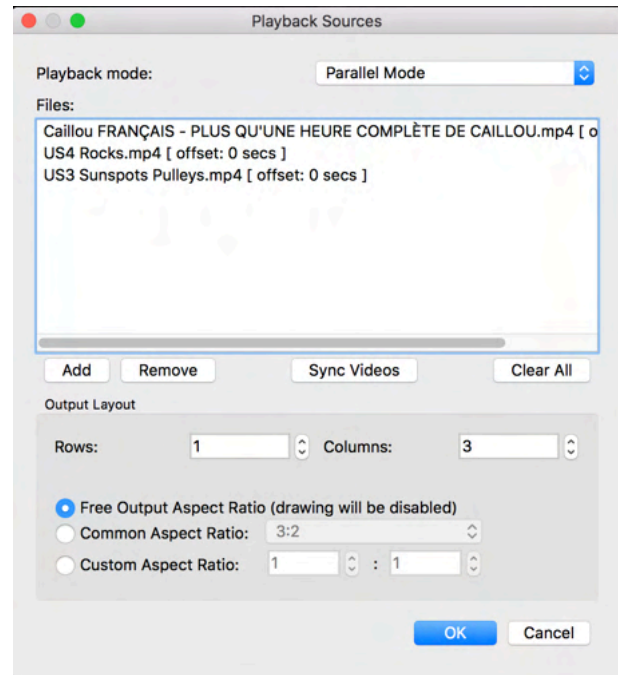 Playback Sources
Playback mode: Parallel Mode
Files:
Caillou FRANÇAIS - PLUS QU'UNE HEURE COMPLÈTE DE CAILLOU.mp4 [ o
US4 Rocks.mp4 [ offset: 0 secs ]
US3 Sunspots Pulleys.mp4 [ offset: 0 secs ]
Add Remove Sync Videos Clear All
Output Layout
Rows: 1 Columns: 3
Free Output Aspect Ratio (drawing will be disabled)
Common Aspect Ratio: 3:2
Custom Aspect Ratio: 1 : 1
OK Cancel